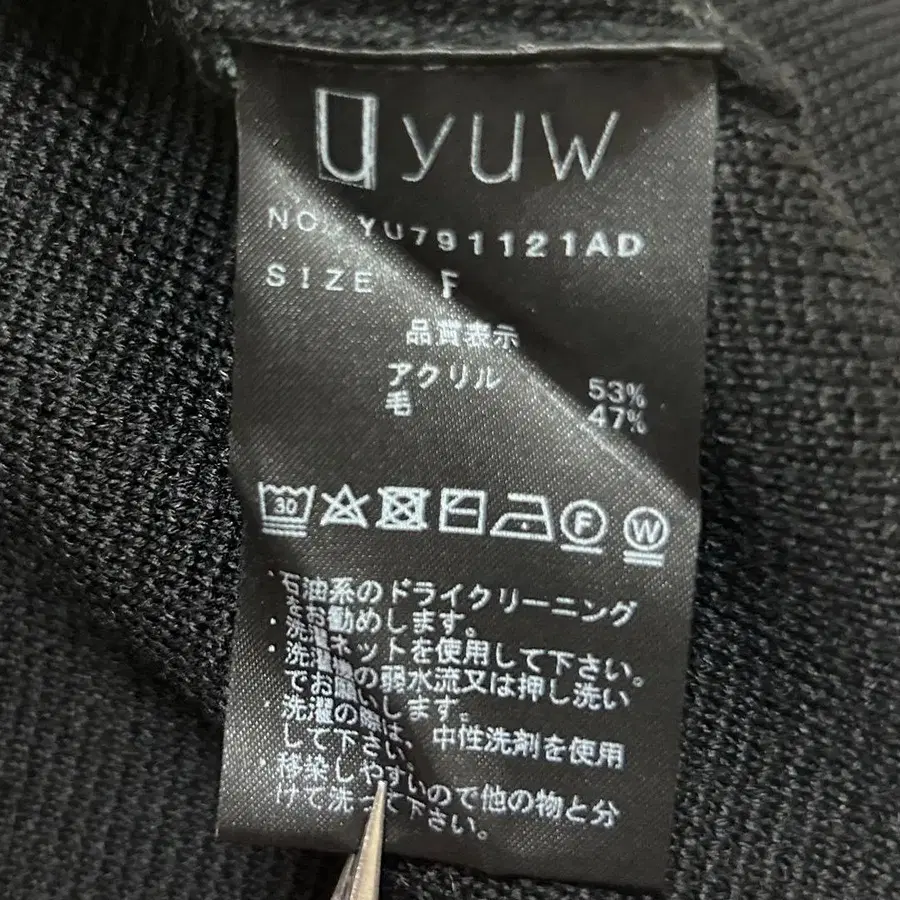 uyuw
NO. YU791121AD
SIZE F
品質表示
アクリル 53%
毛 47%
30 F W
・石油系のドライクリーニング
をお勧めします。
・洗濯ネットを使用して下さい。
・洗濯機の弱水流又は押し洗い
でお願いします。
・洗濯の際は、中性洗剤を使用
して下さい。
・移染しやすいので他の物と分
けて洗って下さい。